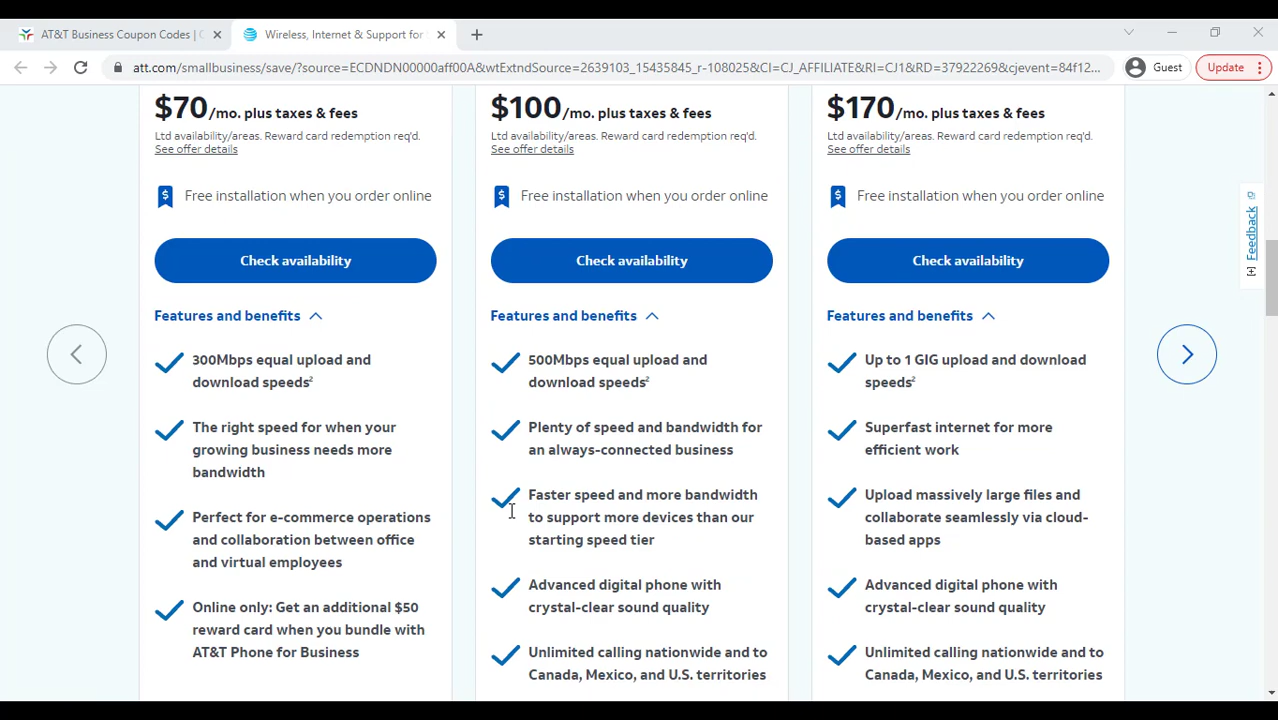 AT&T Business Coupon Codes |
Wireless, Internet & Support for
Guest
Update
att.com/smallbusiness/save/?source=ECDNDN00000aff00A&wtExtndSource=2639103_15435845_r-108025&CI=CJ_AFFILIATE&RI=CJ1&RD=37922269&cjevent=84f12...
$70/mo. plus taxes & fees
Ltd availability/areas. Reward card redemption req'd.
See offer details
Free installation when you order online
Check availability
Features and benefits
300Mbps equal upload and
download speeds²
The right speed for when your
growing business needs more
bandwidth
Perfect for e-commerce operations
and collaboration between office
and virtual employees
Online only: Get an additional $50
reward card when you bundle with
AT&T Phone for Business
$100/mo. plus taxes & fees
Ltd availability/areas. Reward card redemption req'd.
See offer details
Free installation when you order online
Check availability
Features and benefits
500Mbps equal upload and
download speeds²
Plenty of speed and bandwidth for
an always-connected business
Faster speed and more bandwidth
to support more devices than our
starting speed tier
Advanced digital phone with
crystal-clear sound quality
Unlimited calling nationwide and to
Canada, Mexico, and U.S. territories
$170/mo. plus taxes & fees
Ltd availability/areas. Reward card redemption req'd.
See offer details
Free installation when you order online
Check availability
Features and benefits
Up to 1 GIG upload and download
speeds²
Superfast internet for more
efficient work
Upload massively large files and
collaborate seamlessly via cloud-
based apps
Advanced digital phone with
crystal-clear sound quality
Unlimited calling nationwide and to
Canada, Mexico, and U.S. territories
Feedback